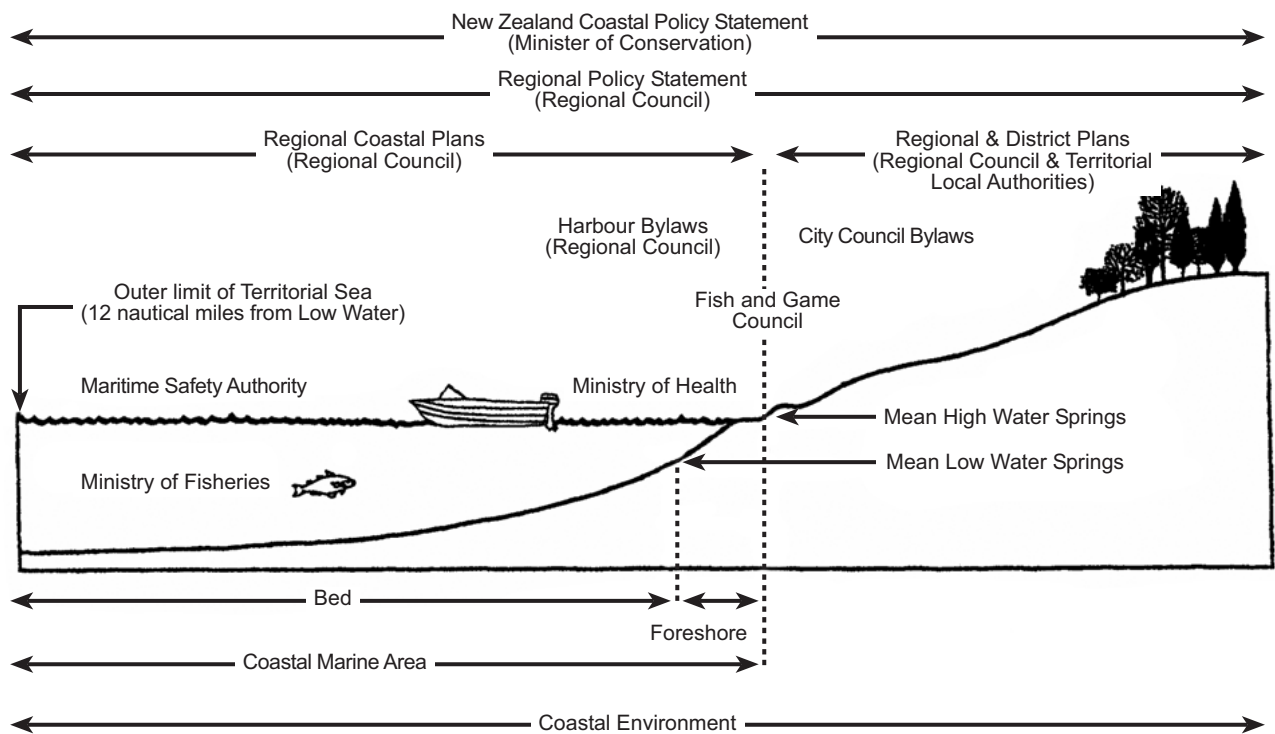 New Zealand Coastal Policy Statement
(Minister of Conservation)
Regional Policy Statement
(Regional Council)
Regional Coastal Plans
(Regional Council)
Regional & District Plans
(Regional Council & Territorial
Local Authorities)
Harbour Bylaws
(Regional Council)
City Council Bylaws
Outer limit of Territorial Sea
(12 nautical miles from Low Water)
Fish and Game
Council
Maritime Safety Authority
Ministry of Health
Mean High Water Springs
Mean Low Water Springs
Ministry of Fisheries
Bed
Foreshore
Coastal Marine Area
Coastal Environment